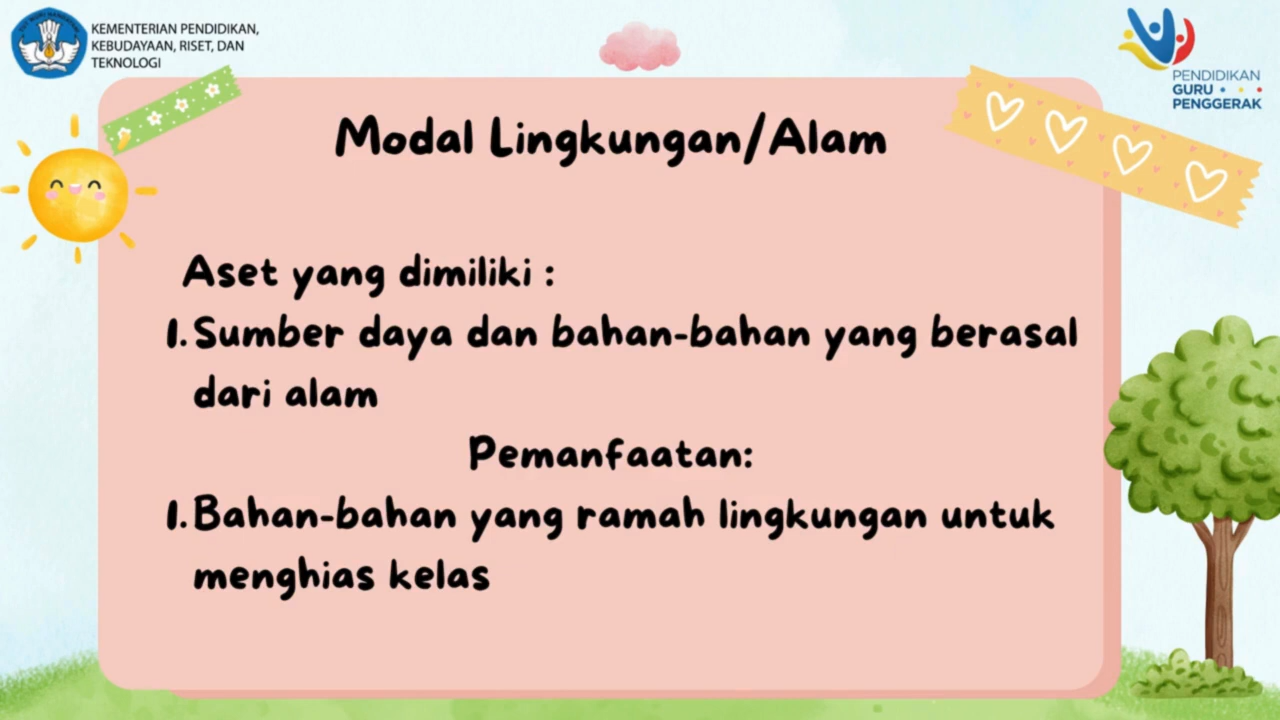 KEMENTERIAN PENDIDIKAN,
KEBUDAYAAN, RISET, DAN
TEKNOLOGI
PENDIDIKAN
GURU
PENGGERAK
Modal Lingkungan/Alam
Aset yang dimiliki :
1. Sumber daya dan bahan-bahan yang berasal
dari alam
Pemanfaatan:
1. Bahan-bahan yang ramah lingkungan untuk
menghias kelas